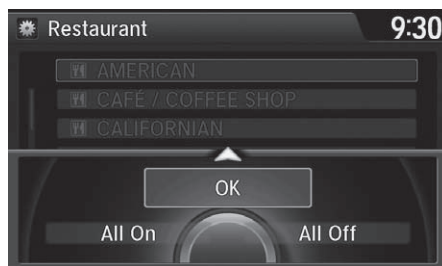 Restaurant 9:30
AMERICAN
CAFÉ / COFFEE SHOP
CALIFORNIAN
OK
All On All Off